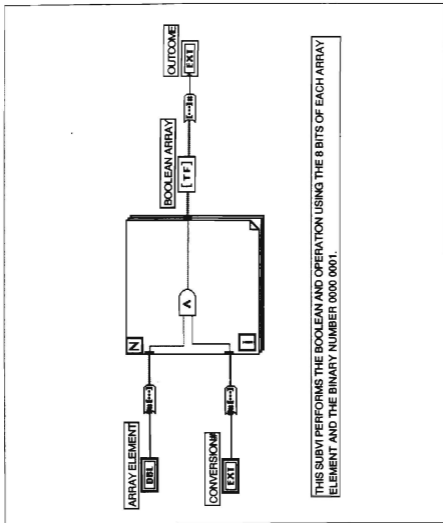 ARRAY ELEMENT
DBL
CONVERSION#
EXT
N
I
Λ
BOOLEAN ARRAY
[TF]
OUTCOME
EXT
THIS SUBVI PERFORMS THE BOOLEAN AND OPERATION USING THE 8 BITS OF EACH ARRAY
ELEMENT AND THE BINARY NUMBER 0000 0001.